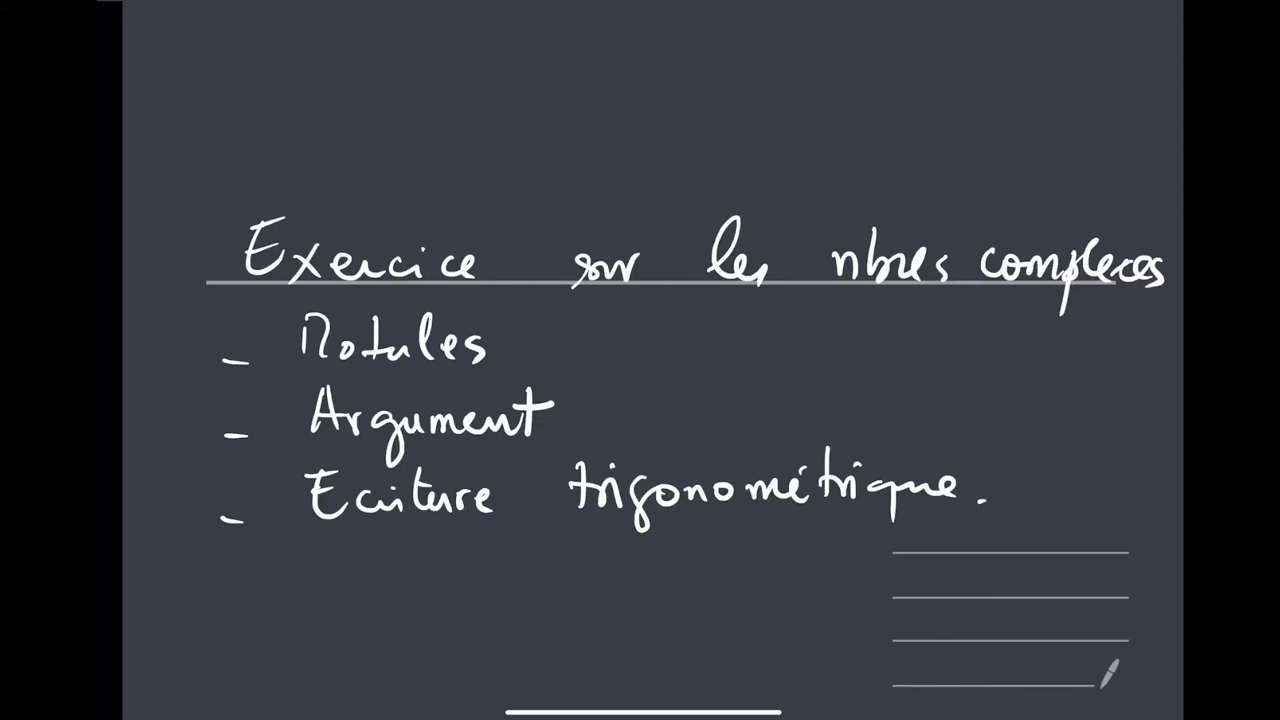 Exercice sur les nbres complexes
- Modules
- Argument
- Ecriture trigonométrique.